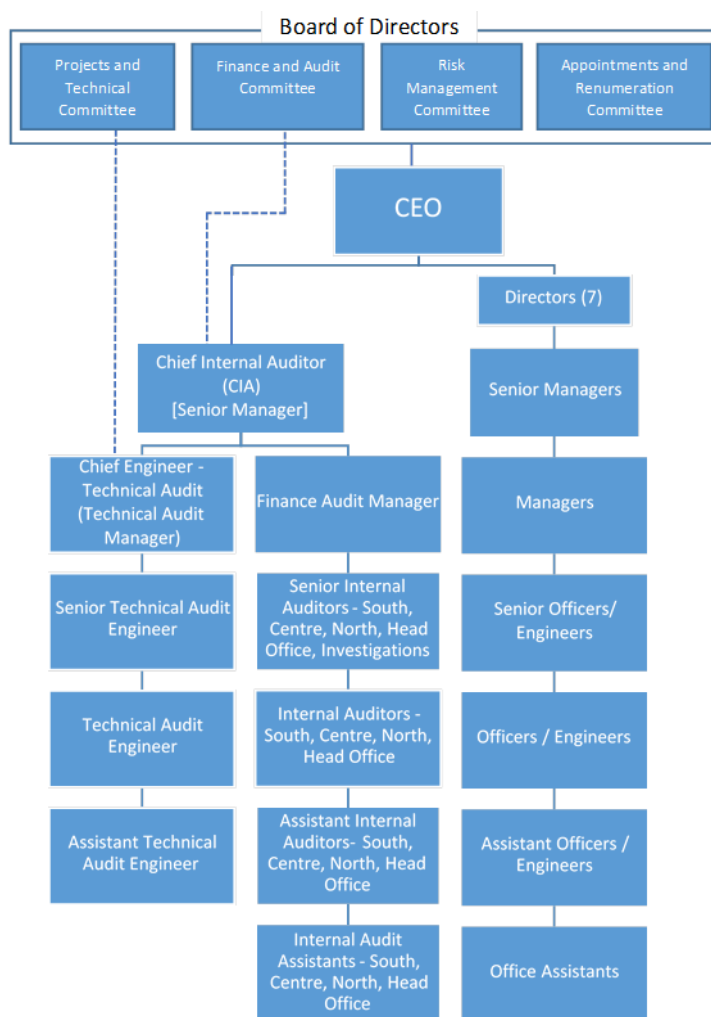 Board of Directors
Projects and
Technical
Committee
Finance and Audit
Committee
Risk
Management
Committee
Appointments and
Renumeration
Committee
CEO
Directors (7)
Chief Internal Auditor
(CIA)
[Senior Manager]
Senior Managers
Chief Engineer -
Technical Audit
(Technical Audit
Manager)
Finance Audit Manager
Managers
Senior Technical Audit
Engineer
Senior Internal
Auditors - South,
Centre, North, Head
Office, Investigations
Senior Officers/
Engineers
Technical Audit
Engineer
Internal Auditors -
South, Centre, North,
Head Office
Officers / Engineers
Assistant Technical
Audit Engineer
Assistant Internal
Auditors- South,
Centre, North, Head
Office
Assistant Officers /
Engineers
Internal Audit
Assistants - South,
Centre, North, Head
Office
Office Assistants